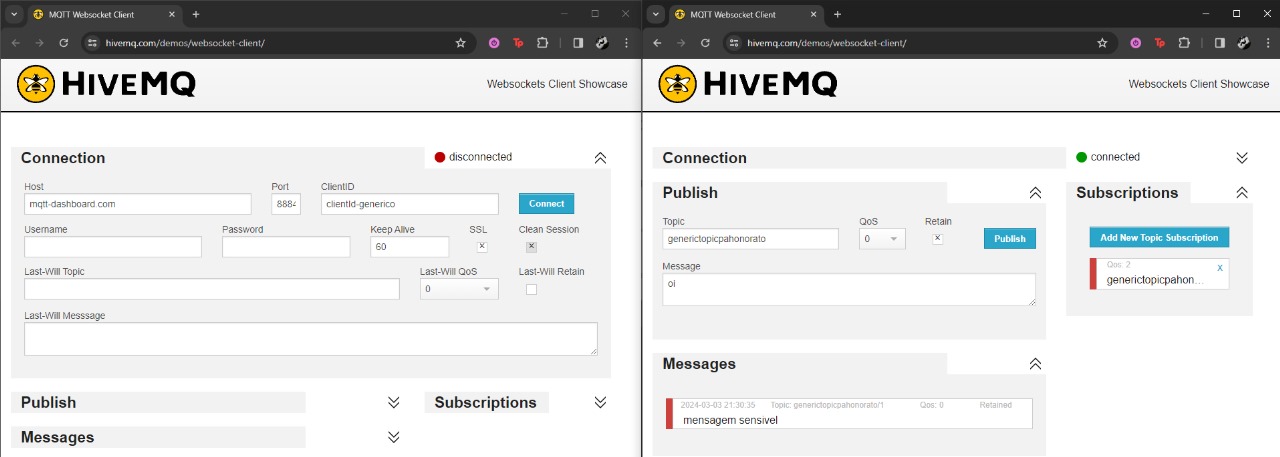 MQTT Websocket Client
hivemq.com/demos/websocket-client/
HIVEMQ
Websockets Client Showcase
Connection
disconnected
Host
Port
ClientID
mqtt-dashboard.com
8884
clientId-generico
Connect
Username
Password
Keep Alive
SSL
Clean Session
60
Last-Will Topic
Last-Will QoS
Last-Will Retain
0
Last-Will Messsage
Publish
Subscriptions
Messages
MQTT Websocket Client
hivemq.com/demos/websocket-client/
HIVEMQ
Websockets Client Showcase
Connection
connected
Publish
Subscriptions
Topic
QoS
Retain
generictopicpahonorato
0
Publish
Message
oi
Add New Topic Subscription
Qos: 2
X
generictopicpahon...
Messages
2024-03-03 21:36:35 Topic: generictopicpahonorato/1 Qos: 0 Retained
mensagem sensivel